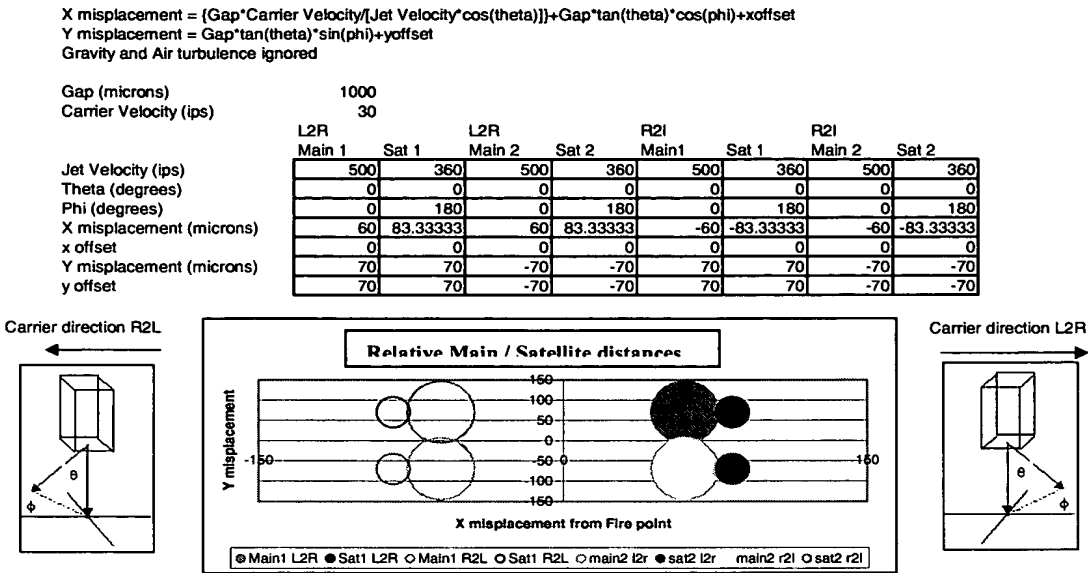 X misplacement = {Gap*Carrier Velocity/[Jet Velocity*cos(theta)]}+Gap*tan(theta)*cos(phi)+xoffset
Y misplacement = Gap*tan(theta)*sin(phi)+yoffset
Gravity and Air turbulence ignored
Gap (microns) 1000
Carrier Velocity (ips) 30
L2R L2R R2l R2l
Main 1 Sat 1 Main 2 Sat 2 Main1 Sat 1 Main 2 Sat 2
Jet Velocity (ips) 500 360 500 360 500 360 500 360
Theta (degrees) 0 0 0 0 0 0 0 0
Phi (degrees) 0 180 0 180 0 180 0 180
X misplacement (microns) 60 83.33333 60 83.33333 -60 -83.33333 -60 -83.33333
x offset 0 0 0 0 0 0 0 0
Y misplacement (microns) 70 70 -70 -70 70 70 -70 -70
y offset 70 70 -70 -70 70 70 -70 -70
Carrier direction R2L
θ
ϕ
Relative Main / Satellite distances
Y misplacement
150
100
50
0
-50
-100
-150
-150 0 150
X misplacement from Fire point
Main1 L2R Sat1 L2R Main1 R2L Sat1 R2L main2 l2r sat2 l2r main2 r2l sat2 r2l
Carrier direction L2R
θ
ϕ